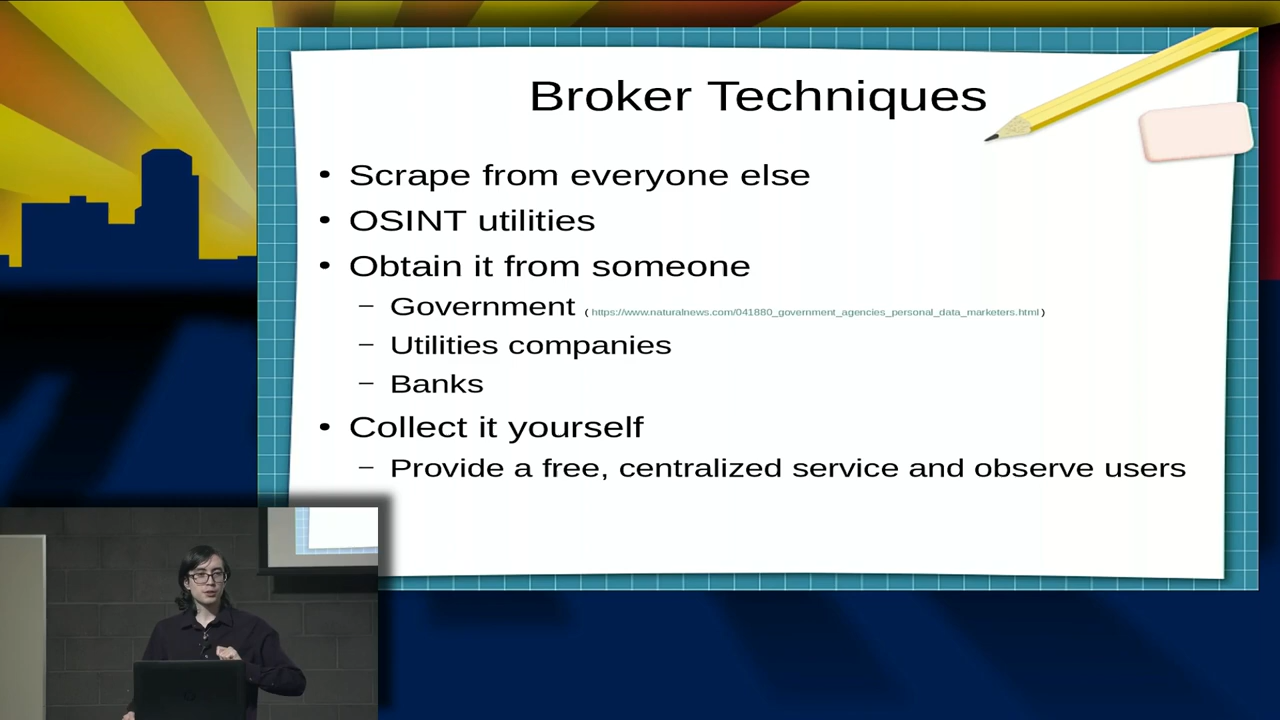 Broker Techniques
• Scrape from everyone else
• OSINT utilities
• Obtain it from someone
– Government ( https://www.naturalnews.com/041880_government_agencies_personal_data_marketers.html )
– Utilities companies
– Banks
• Collect it yourself
– Provide a free, centralized service and observe users